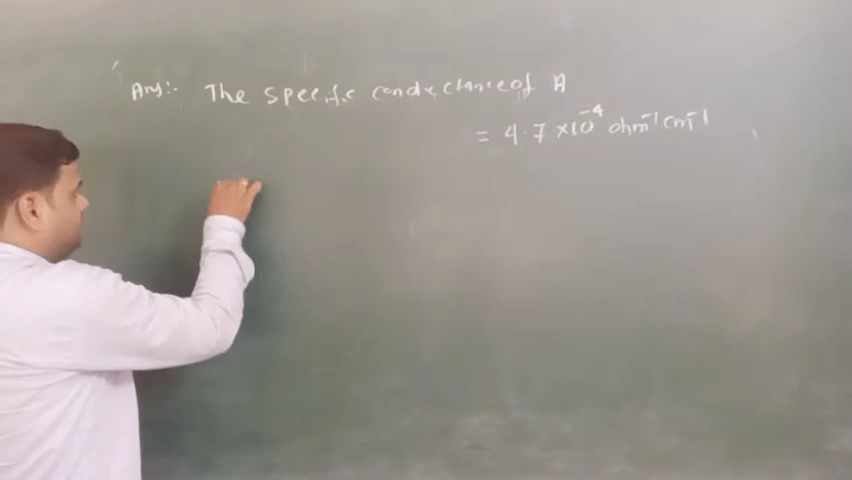 Ans:- The specific conductance of A
= 4.7 × 10⁻⁴ ohm⁻¹ cm⁻¹